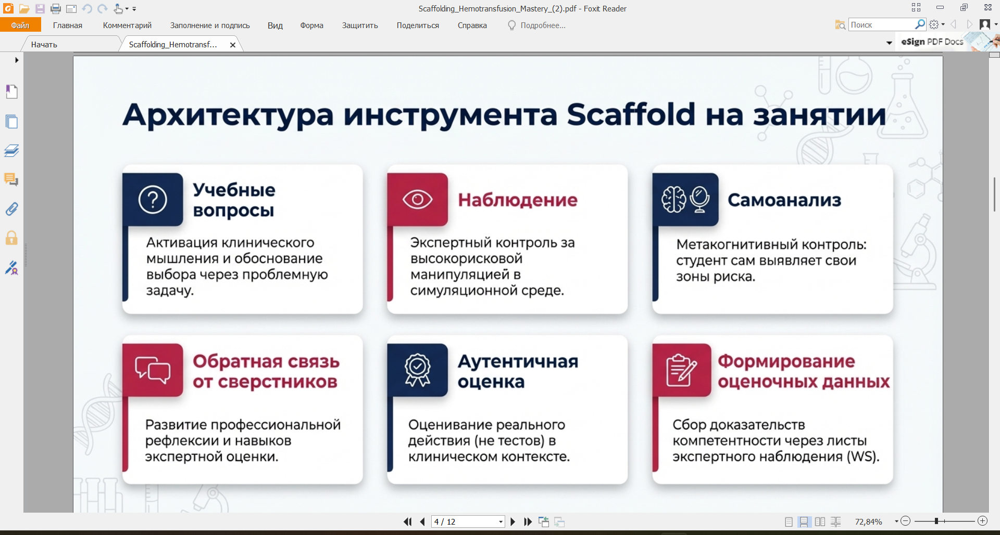 Scaffolding_Hemotransfusion_Mastery_(2).pdf - Foxit Reader
Файл Главная Комментарий Заполнение и подпись Вид Форма Защитить Поделиться Справка Подробнее... Поиск
Начать Scaffolding_Hemotransf... eSign PDF Docs
Архитектура инструмента Scaffold на занятии
Учебные
вопросы
Активация клинического
мышления и обоснование
выбора через проблемную
задачу.
Наблюдение
Экспертный контроль за
высокорисковой
манипуляцией в
симуляционной среде.
Самоанализ
Метакогнитивный контроль:
студент сам выявляет свои
зоны риска.
Обратная связь
от сверстников
Развитие профессиональной
рефлексии и навыков
экспертной оценки.
Аутентичная
оценка
Оценивание реального
действия (не тестов) в
клиническом контексте.
Формирование
оценочных данных
Сбор доказательств
компетентности через листы
экспертного наблюдения (WS).
4 / 12 72,84%